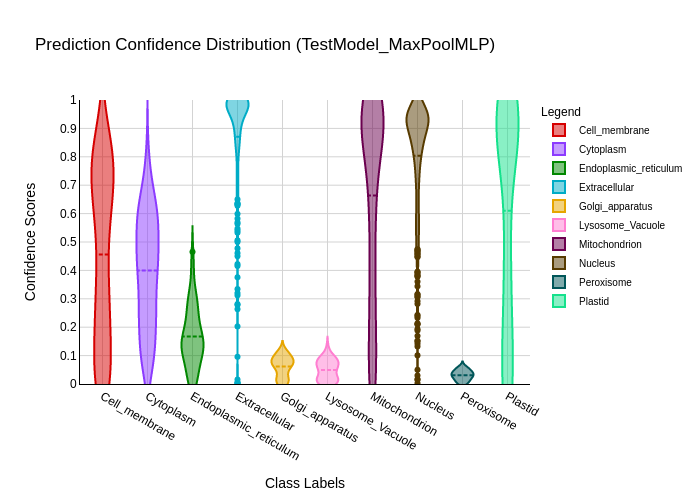 Prediction Confidence Distribution (TestModel_MaxPoolMLP)
Confidence Scores
1
0.9
0.8
0.7
0.6
0.5
0.4
0.3
0.2
0.1
0
Cell_membrane
Cytoplasm
Endoplasmic_reticulum
Extracellular
Golgi_apparatus
Lysosome_Vacuole
Mitochondrion
Nucleus
Peroxisome
Plastid
Class Labels
Legend
Cell_membrane
Cytoplasm
Endoplasmic_reticulum
Extracellular
Golgi_apparatus
Lysosome_Vacuole
Mitochondrion
Nucleus
Peroxisome
Plastid